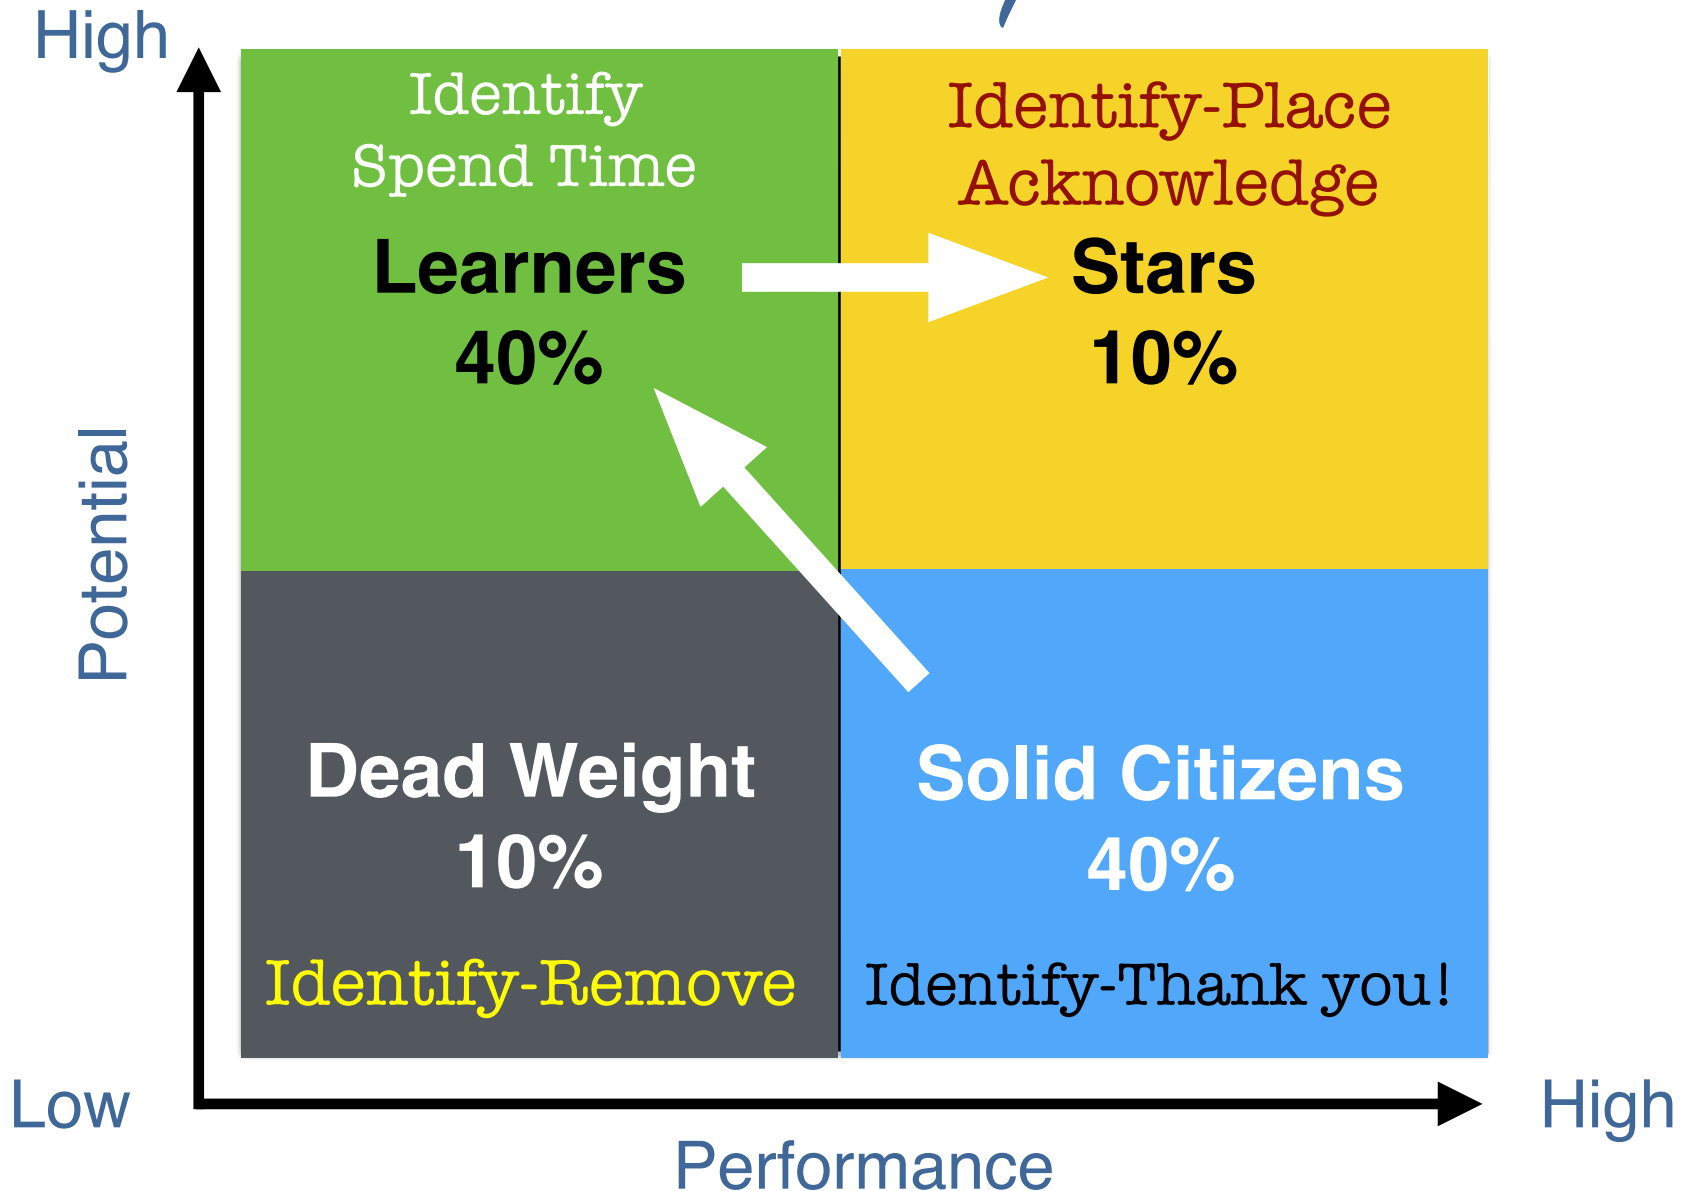 High
Identify
Spend Time
Learners
40%
Identify-Place
Acknowledge
Stars
10%
Potential
Dead Weight
10%
Identify-Remove
Solid Citizens
40%
Identify-Thank you!
Low
High
Performance